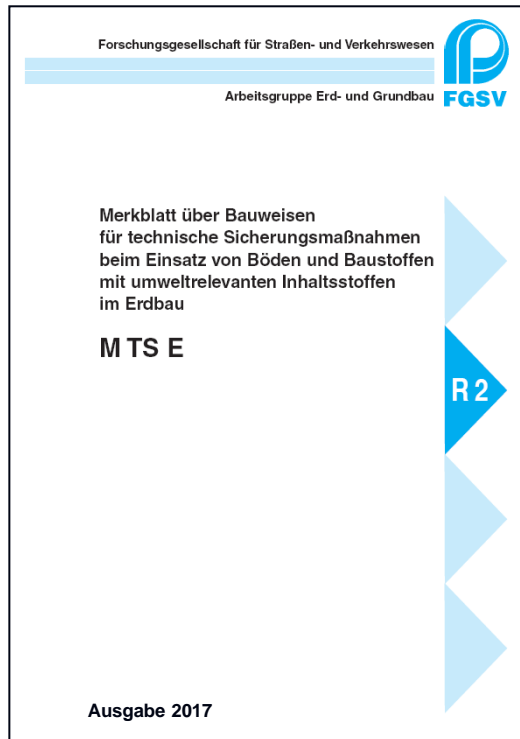 Forschungsgesellschaft für Straßen- und Verkehrswesen
Arbeitsgruppe Erd- und Grundbau
FGSV
Merkblatt über Bauweisen
für technische Sicherungsmaßnahmen
beim Einsatz von Böden und Baustoffen
mit umweltrelevanten Inhaltsstoffen
im Erdbau
M TS E
R 2
Ausgabe 2017